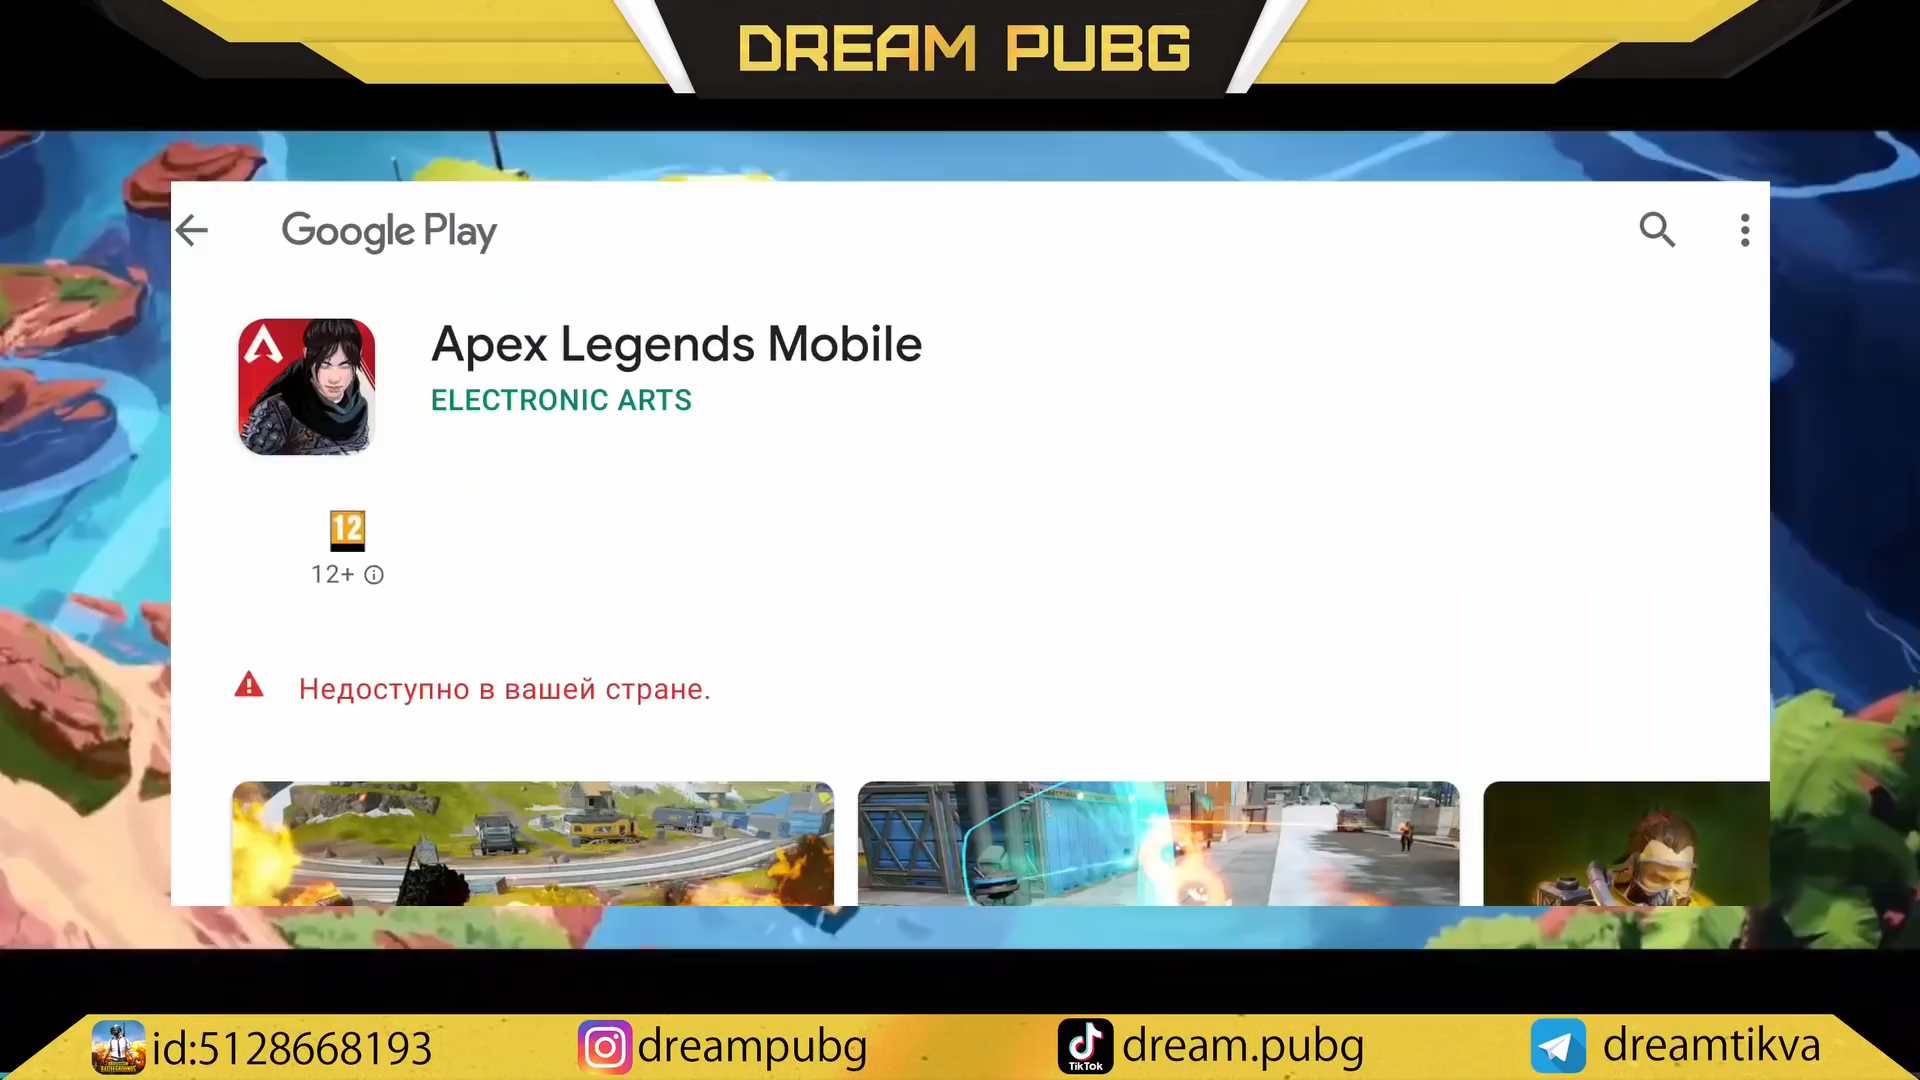 DREAM PUBG
Google Play
Apex Legends Mobile
ELECTRONIC ARTS
12
12+
Недоступно в вашей стране.
id:5128668193
dreampubg
TikTok
dream.pubg
dreamtikva